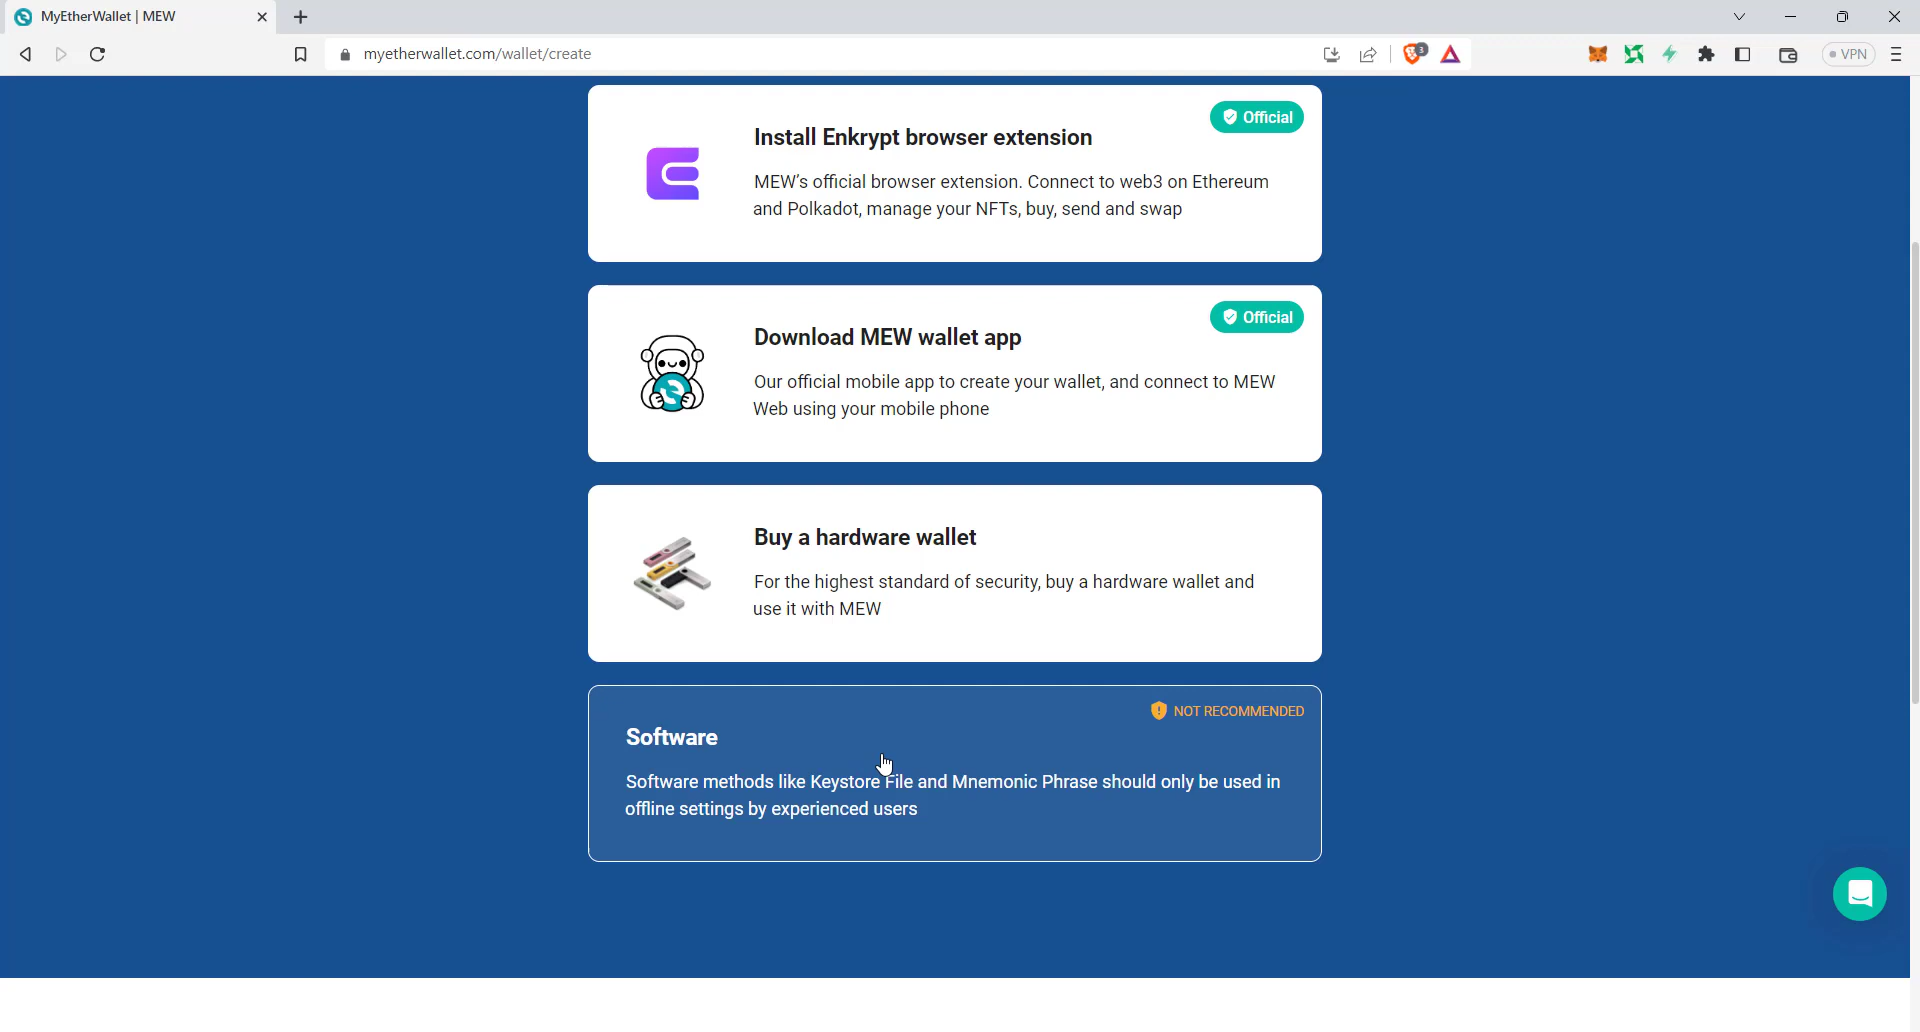 MyEtherWallet | MEW
myetherwallet.com/wallet/create
3
VPN
Official
Install Enkrypt browser extension
MEW's official browser extension. Connect to web3 on Ethereum
and Polkadot, manage your NFTs, buy, send and swap
Official
Download MEW wallet app
Our official mobile app to create your wallet, and connect to MEW
Web using your mobile phone
Buy a hardware wallet
For the highest standard of security, buy a hardware wallet and
use it with MEW
NOT RECOMMENDED
Software
Software methods like Keystore File and Mnemonic Phrase should only be used in
offline settings by experienced users